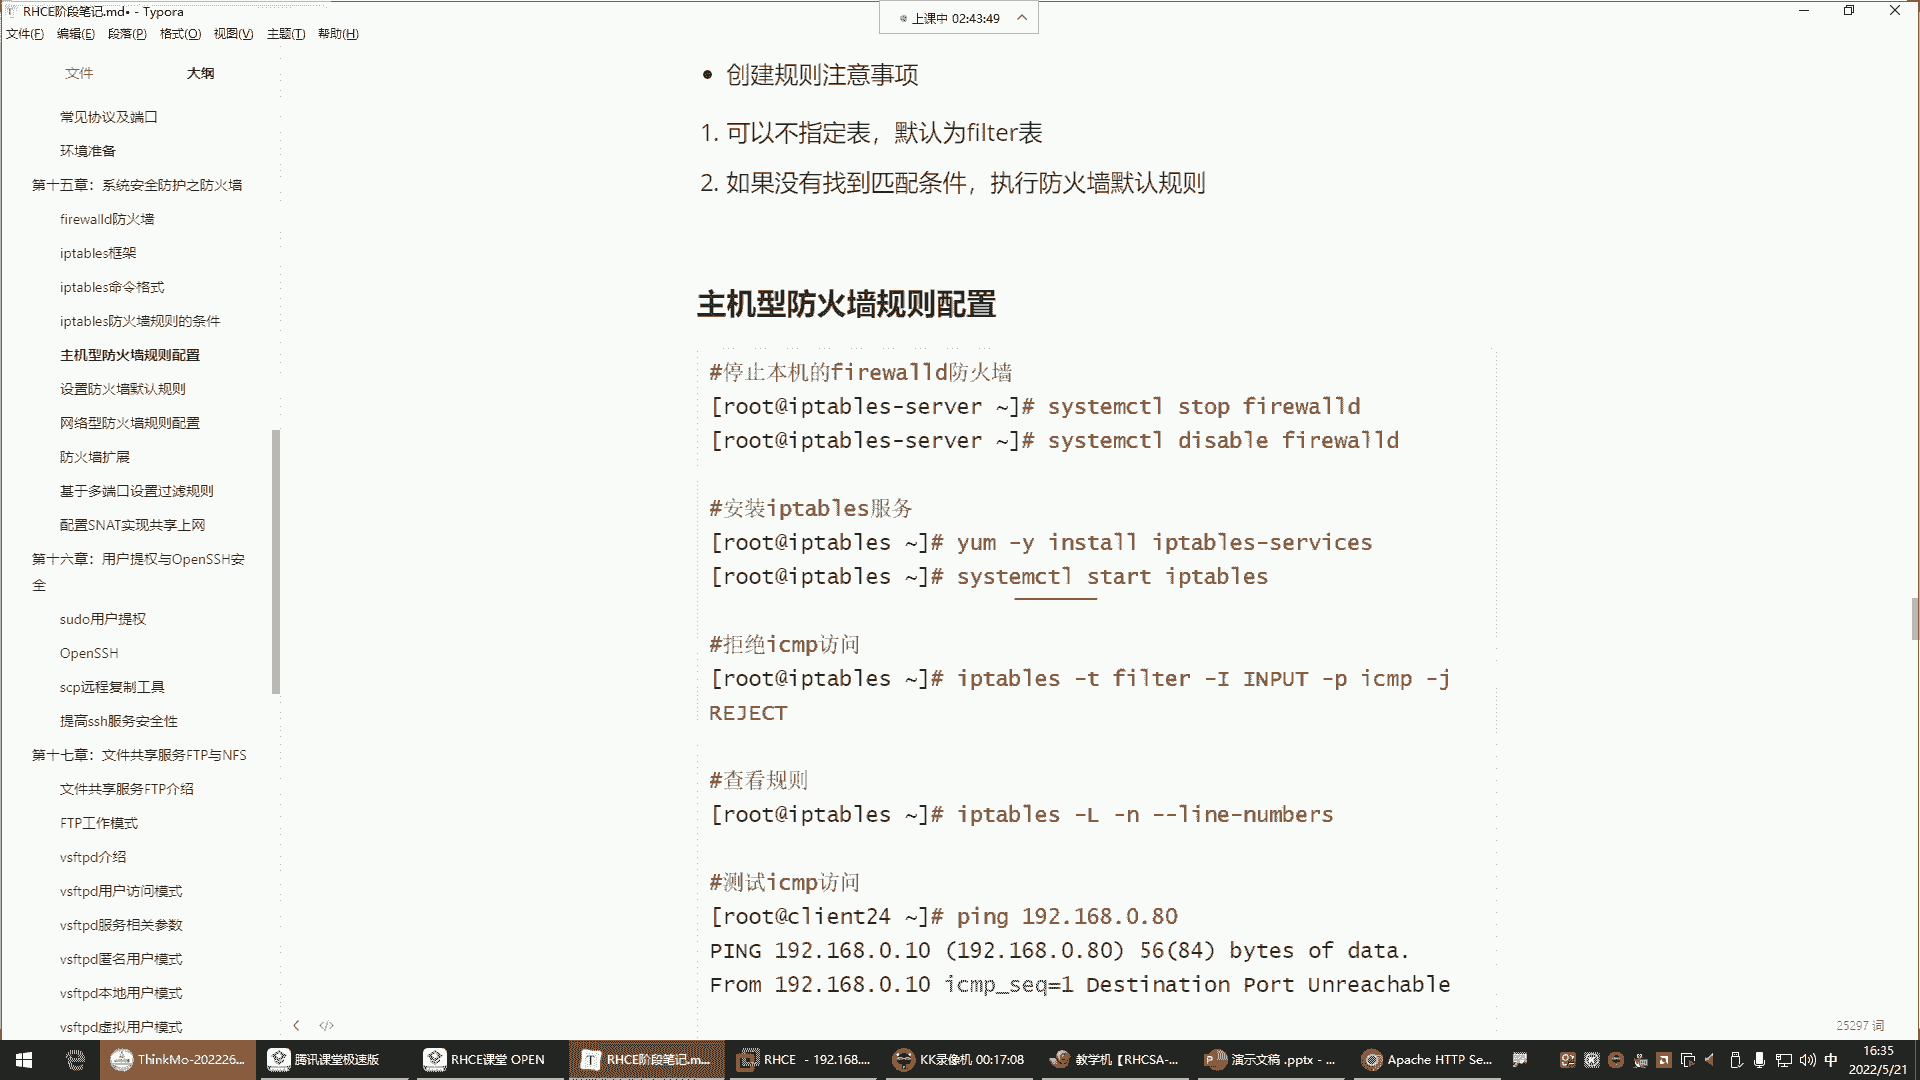 RHCE阶段笔记.md• - Typora
上课中 02:43:49
文件(F) 编辑(E) 段落(P) 格式(O) 视图(V) 主题(T) 帮助(H)
文件 大纲
常见协议及端口
环境准备
第十五章：系统安全防护之防火墙
firewalld防火墙
iptables框架
iptables命令格式
iptables防火墙规则的条件
主机型防火墙规则配置
设置防火墙默认规则
网络型防火墙规则配置
防火墙扩展
基于多端口设置过滤规则
配置SNAT实现共享上网
第十六章：用户提权与OpenSSH安
全
sudo用户提权
OpenSSH
scp远程复制工具
提高ssh服务安全性
第十七章：文件共享服务FTP与NFS
文件共享服务FTP介绍
FTP工作模式
vsftpd介绍
vsftpd用户访问模式
vsftpd服务相关参数
vsftpd匿名用户模式
vsftpd本地用户模式
vsftpd虚拟用户模式
• 创建规则注意事项
1. 可以不指定表，默认为filter表
2. 如果没有找到匹配条件，执行防火墙默认规则
主机型防火墙规则配置
#停止本机的firewalld防火墙
[root@iptables-server ~]# systemctl stop firewalld
[root@iptables-server ~]# systemctl disable firewalld
#安装iptables服务
[root@iptables ~]# yum -y install iptables-services
[root@iptables ~]# systemctl start iptables
#拒绝icmp访问
[root@iptables ~]# iptables -t filter -I INPUT -p icmp -j
REJECT
#查看规则
[root@iptables ~]# iptables -L -n --line-numbers
#测试icmp访问
[root@client24 ~]# ping 192.168.0.80
PING 192.168.0.10 (192.168.0.80) 56(84) bytes of data.
From 192.168.0.10 icmp_seq=1 Destination Port Unreachable
25297 词
ThinkMo-202226... 腾讯课堂极速版 RHCE课堂 OPEN RHCE阶段笔记.m... RHCE - 192.168.... KK录像机 00:17:08 教学机【RHCSA-... 演示文稿 .pptx - ... Apache HTTP Se... 中 16:35
2022/5/21